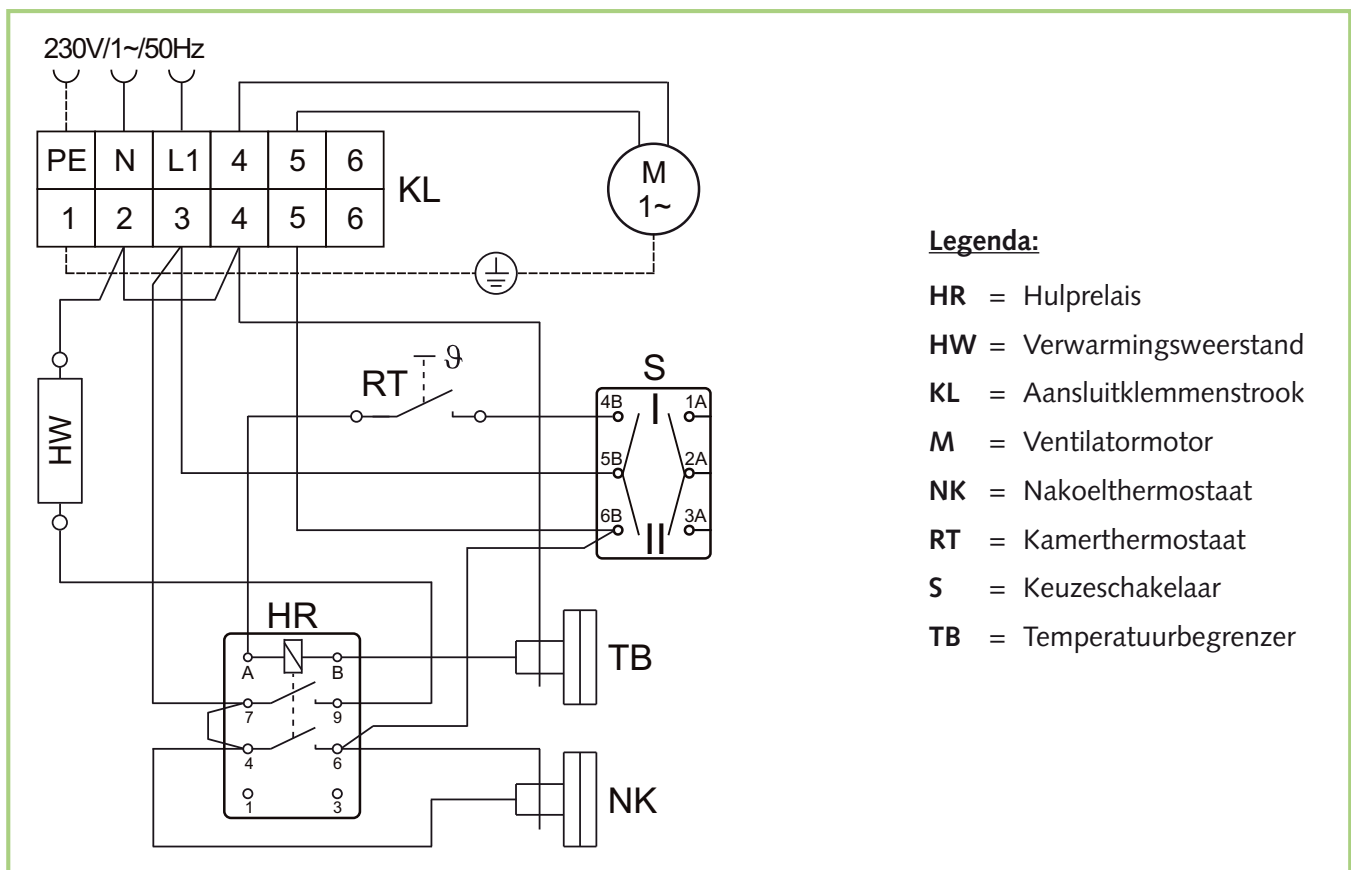 230V/1~/50Hz
PE N L1 4 5 6
1 2 3 4 5 6
KL
M
1~
HW
RT
ϑ
S
4B I 1A
5B 2A
6B II 3A
HR
A B
7 9
4 6
1 3
TB
NK
Legenda:
HR = Hulprelais
HW = Verwarmingsweerstand
KL = Aansluitklemmenstrook
M = Ventilatormotor
NK = Nakoelthermostaat
RT = Kamerthermostaat
S = Keuzeschakelaar
TB = Temperatuurbegrenzer